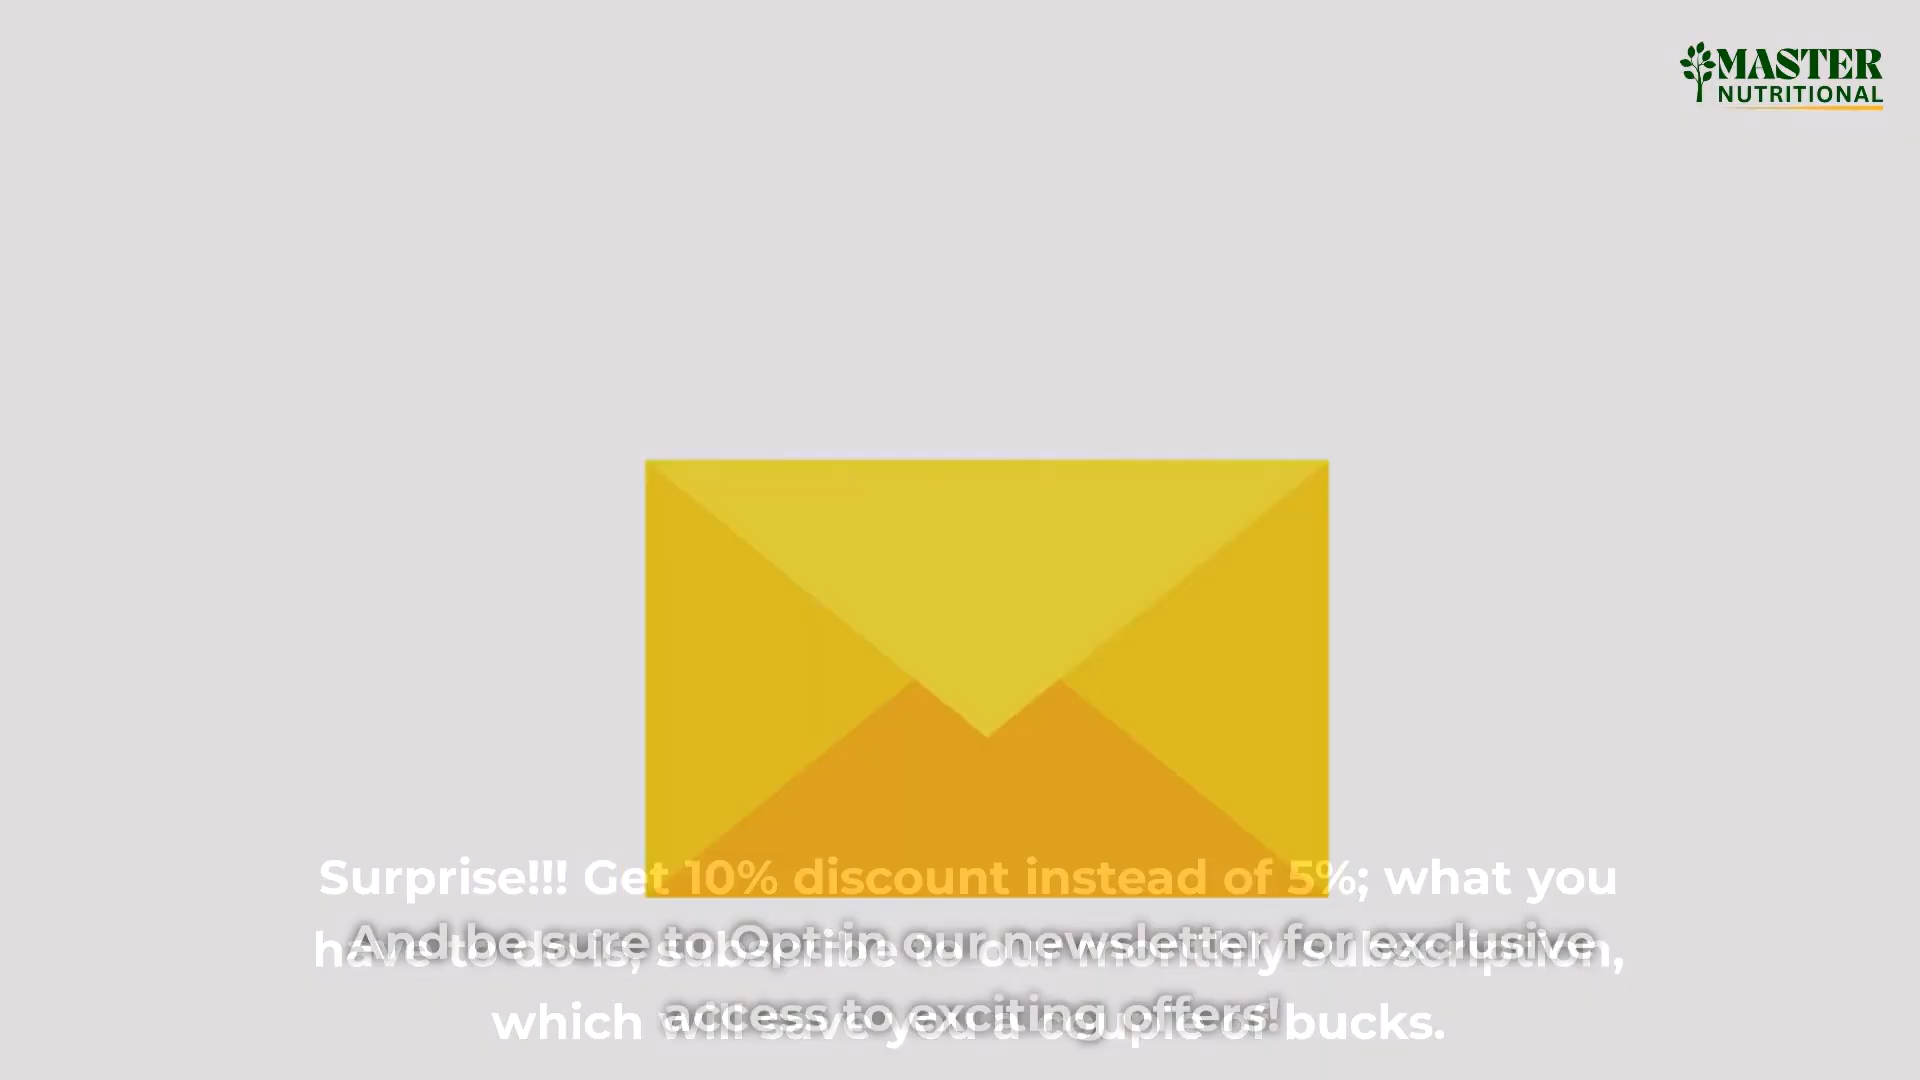 MASTER
NUTRITIONAL
Surprise!!! Get 10% discount instead of 5%; what you
have to do is, subscribe to our monthly subscription,
which will save you a couple of bucks.
And be sure to Opt-in our newsletter for exclusive
access to exciting offers!